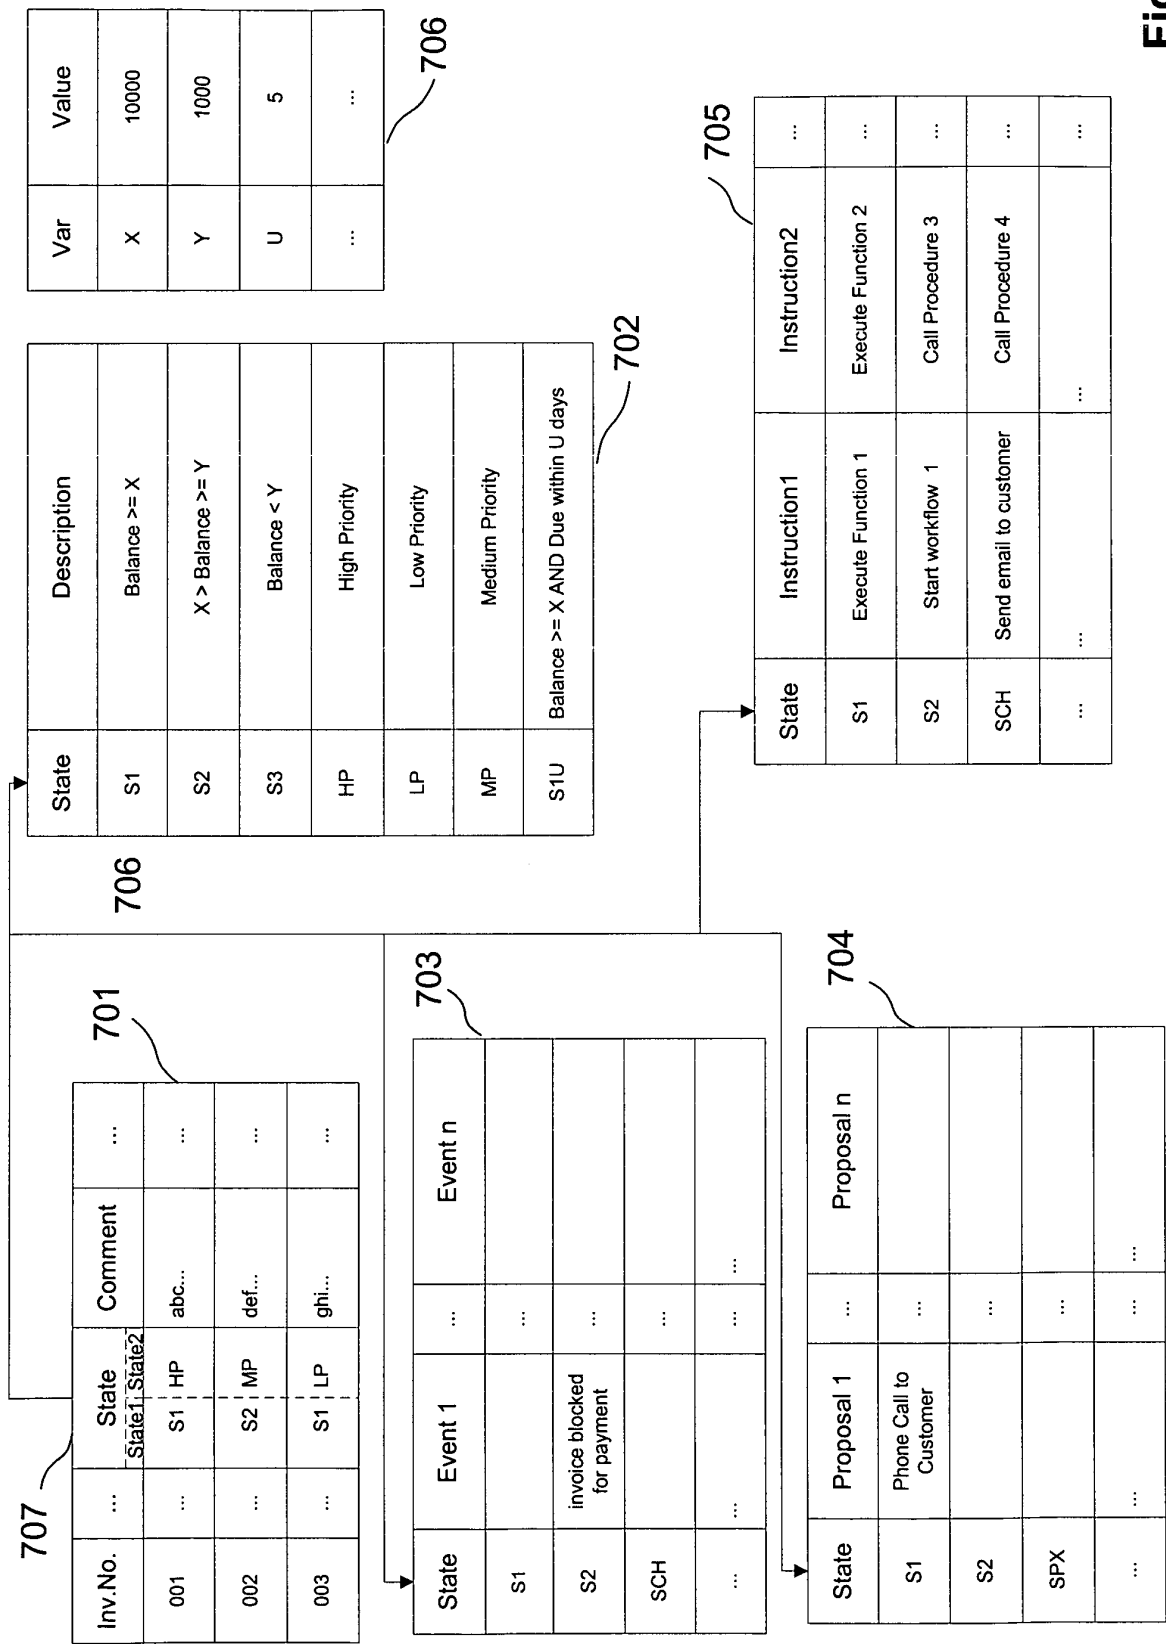 707
701
Inv.No. ... State Comment ...
State1 State2
001 ... S1 HP abc... ...
002 ... S2 MP def... ...
003 ... S1 LP ghi... ...
706
State Description
S1 Balance >= X
S2 X > Balance >= Y
S3 Balance < Y
HP High Priority
LP Low Priority
MP Medium Priority
S1U Balance >= X AND Due within U days
702
Var Value
X 10000
Y 1000
U 5
... ...
706
703
State Event 1 ... Event n
S1 ...
S2 invoice blocked ...
for payment
SCH ...
... ... ... ...
704
State Proposal 1 ... Proposal n
S1 Phone Call to ...
Customer
S2 ...
SPX ...
... ... ... ...
705
State Instruction1 Instruction2 ...
S1 Execute Function 1 Execute Function 2 ...
S2 Start workflow 1 Call Procedure 3 ...
SCH Send email to customer Call Procedure 4 ...
... ... ... ...